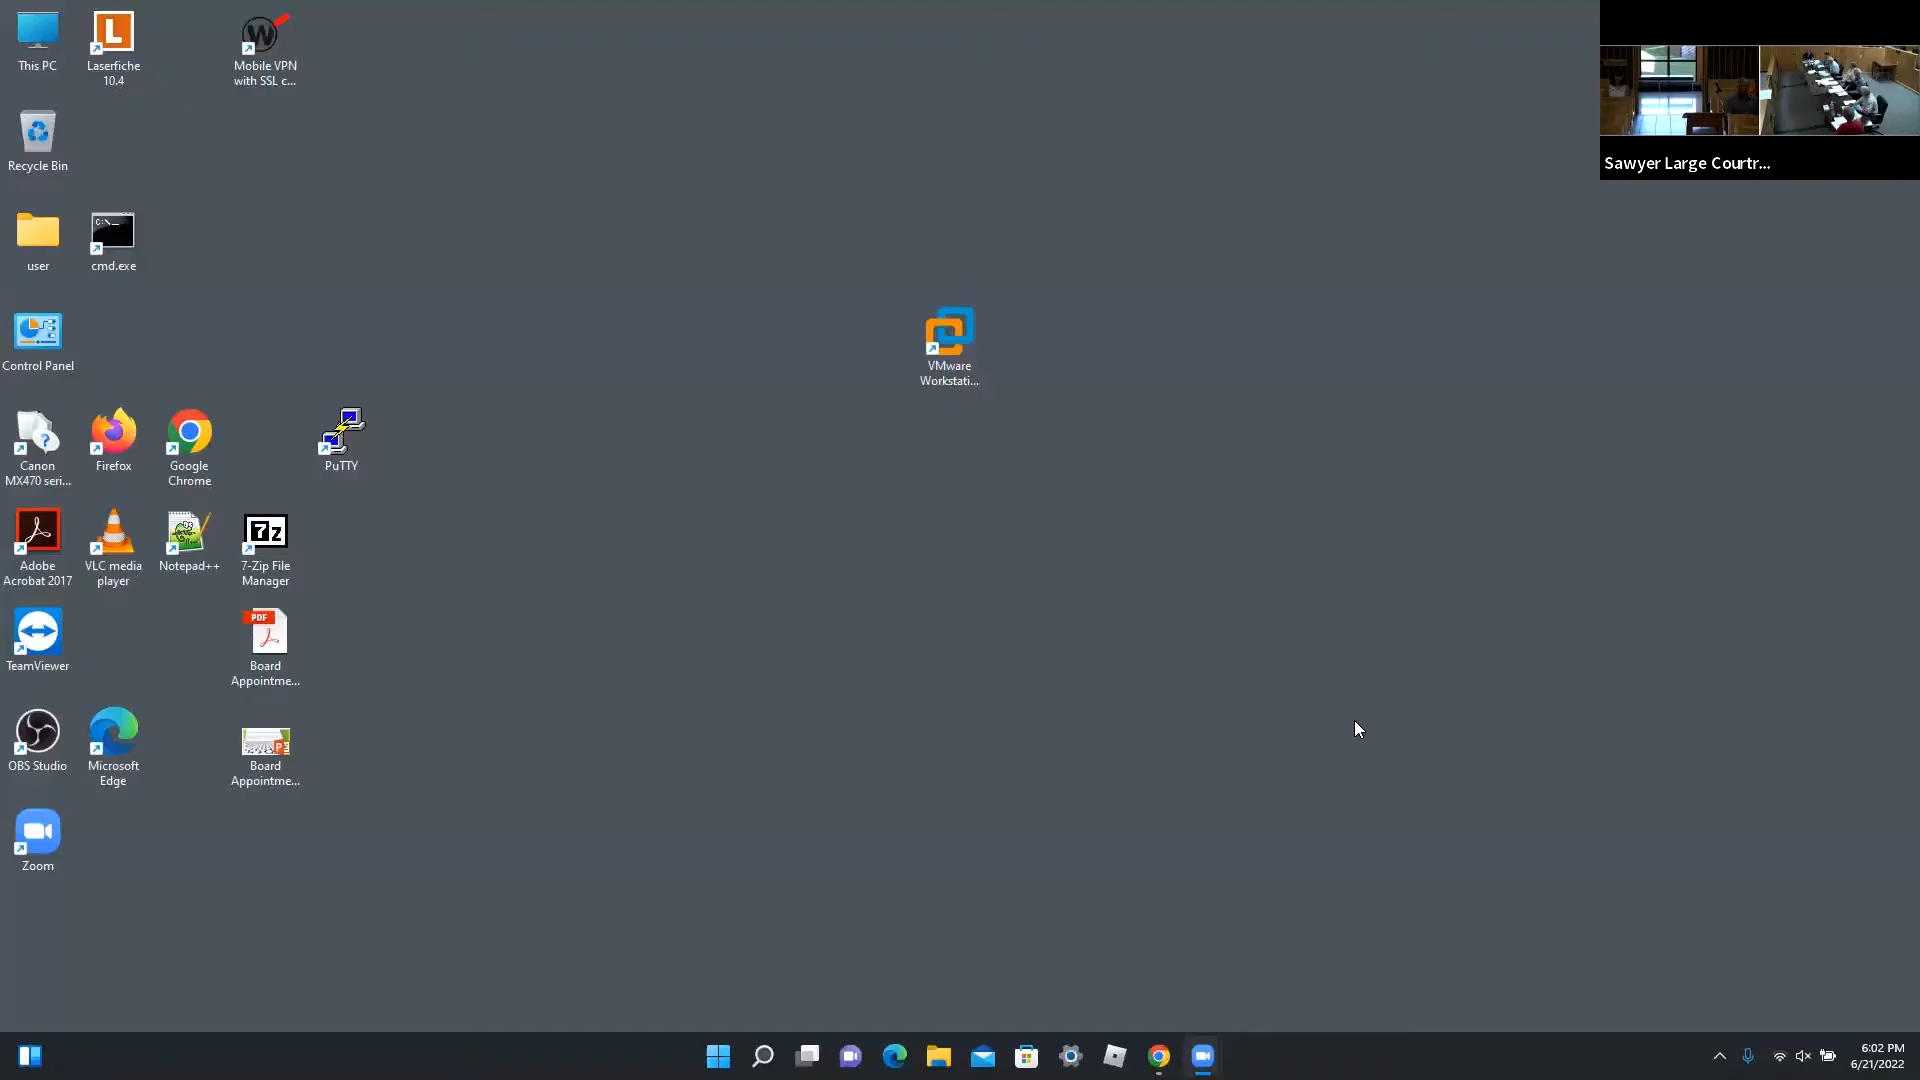 This PC
Laserfiche
10.4
Mobile VPN
with SSL c...
Sawyer Large Courtr...
Recycle Bin
user
cmd.exe
Control Panel
VMware
Workstati...
Canon
MX470 seri...
Firefox
Google
Chrome
PuTTY
Adobe
Acrobat 2017
VLC media
player
Notepad++
7-Zip File
Manager
TeamViewer
PDF
Board
Appointme...
OBS Studio
Microsoft
Edge
Board
Appointme...
Zoom
6:02 PM
6/21/2022